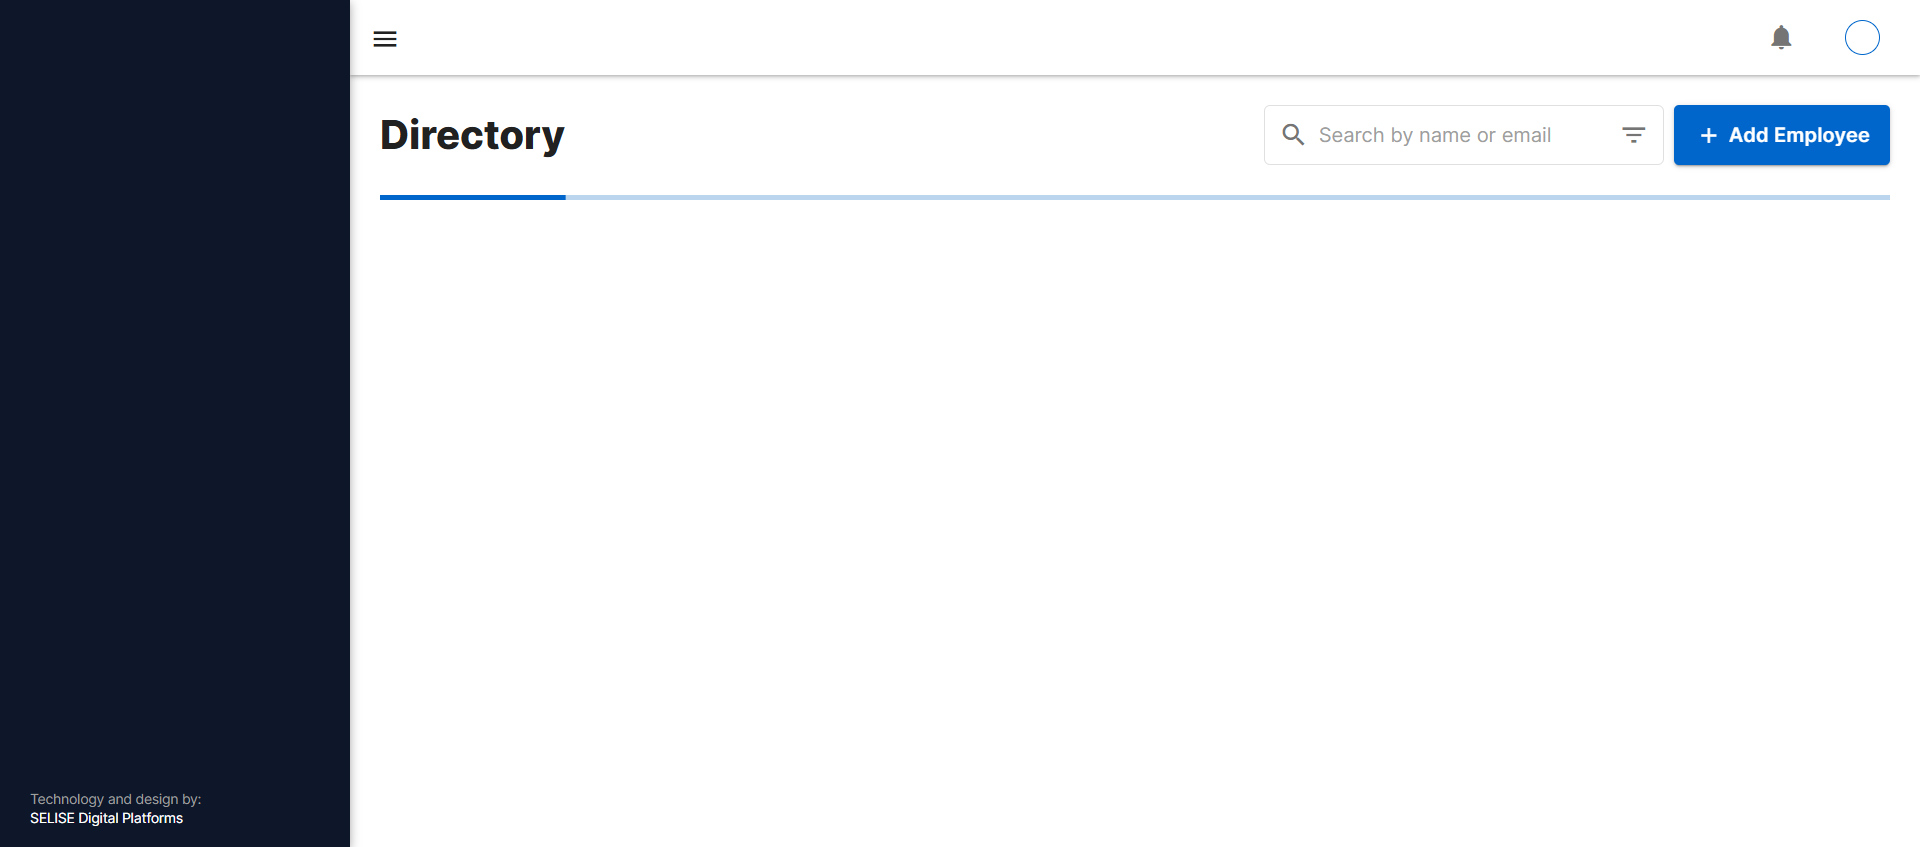 Directory
Search by name or email
Add Employee
Technology and design by:
SELISE Digital Platforms